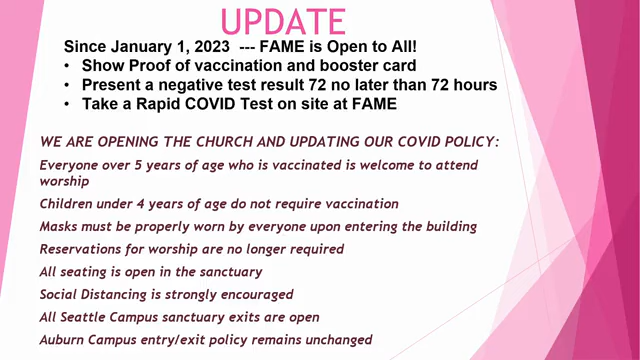 UPDATE
Since January 1, 2023 --- FAME is Open to All!
• Show Proof of vaccination and booster card
• Present a negative test result 72 no later than 72 hours
• Take a Rapid COVID Test on site at FAME
WE ARE OPENING THE CHURCH AND UPDATING OUR COVID POLICY:
Everyone over 5 years of age who is vaccinated is welcome to attend
worship
Children under 4 years of age do not require vaccination
Masks must be properly worn by everyone upon entering the building
Reservations for worship are no longer required
All seating is open in the sanctuary
Social Distancing is strongly encouraged
All Seattle Campus sanctuary exits are open
Auburn Campus entry/exit policy remains unchanged